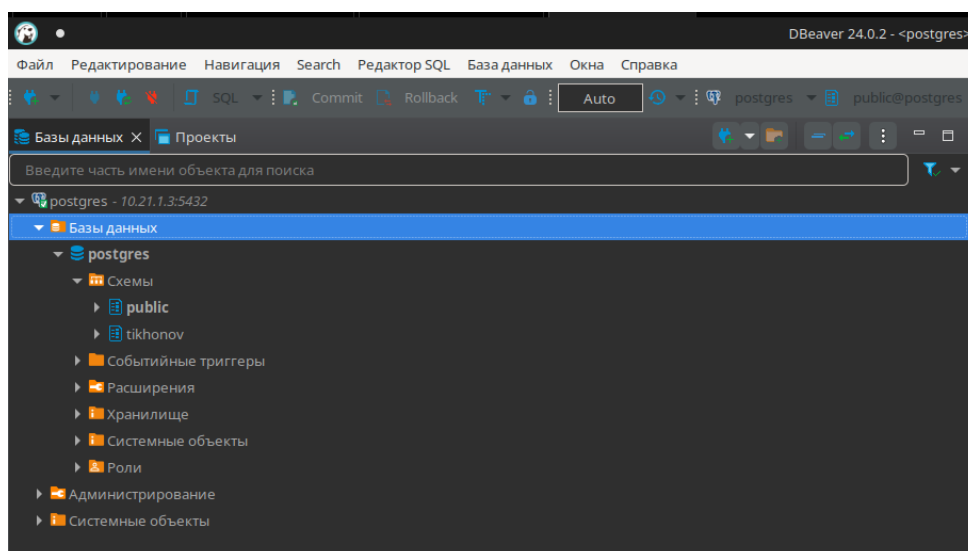 DBeaver 24.0.2 - <postgres>
Файл Редактирование Навигация Search Редактор SQL База данных Окна Справка
SQL Commit Rollback Auto postgres public@postgres
Базы данных Проекты
Введите часть имени объекта для поиска
postgres - 10.21.1.3:5432
Базы данных
postgres
Схемы
public
tikhonov
Событийные триггеры
Расширения
Хранилище
Системные объекты
Роли
Администрирование
Системные объекты